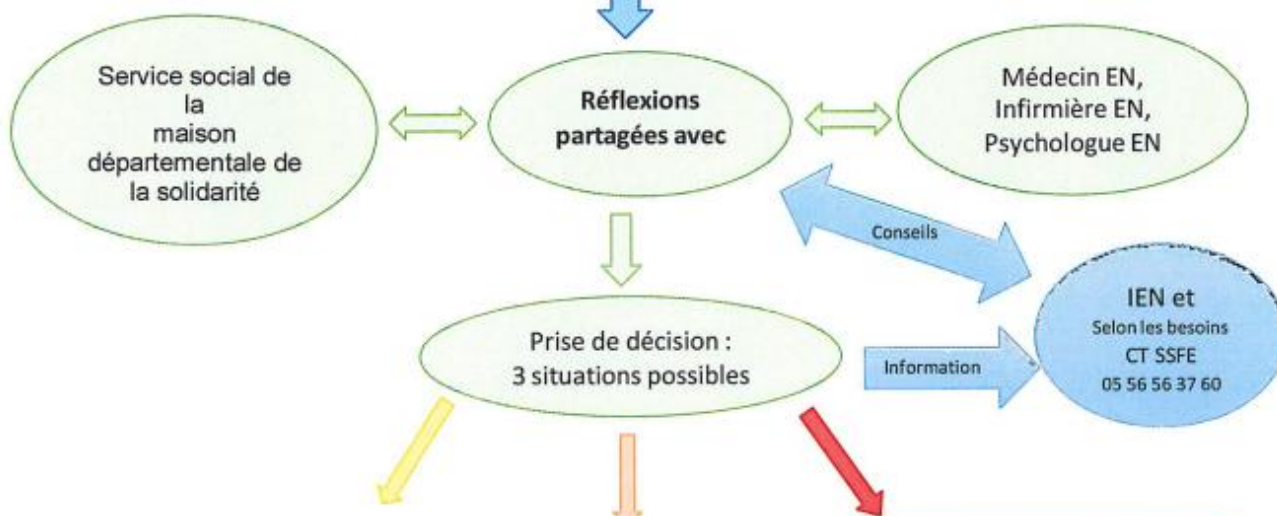 Service social de
la
maison
départementale de
la solidarité
Réflexions
partagées avec
Médecin EN,
Infirmière EN,
Psychologue EN
Conseils
IEN et
Selon les besoins
CT SSFE
05 56 56 37 60
Prise de décision :
3 situations possibles
Information